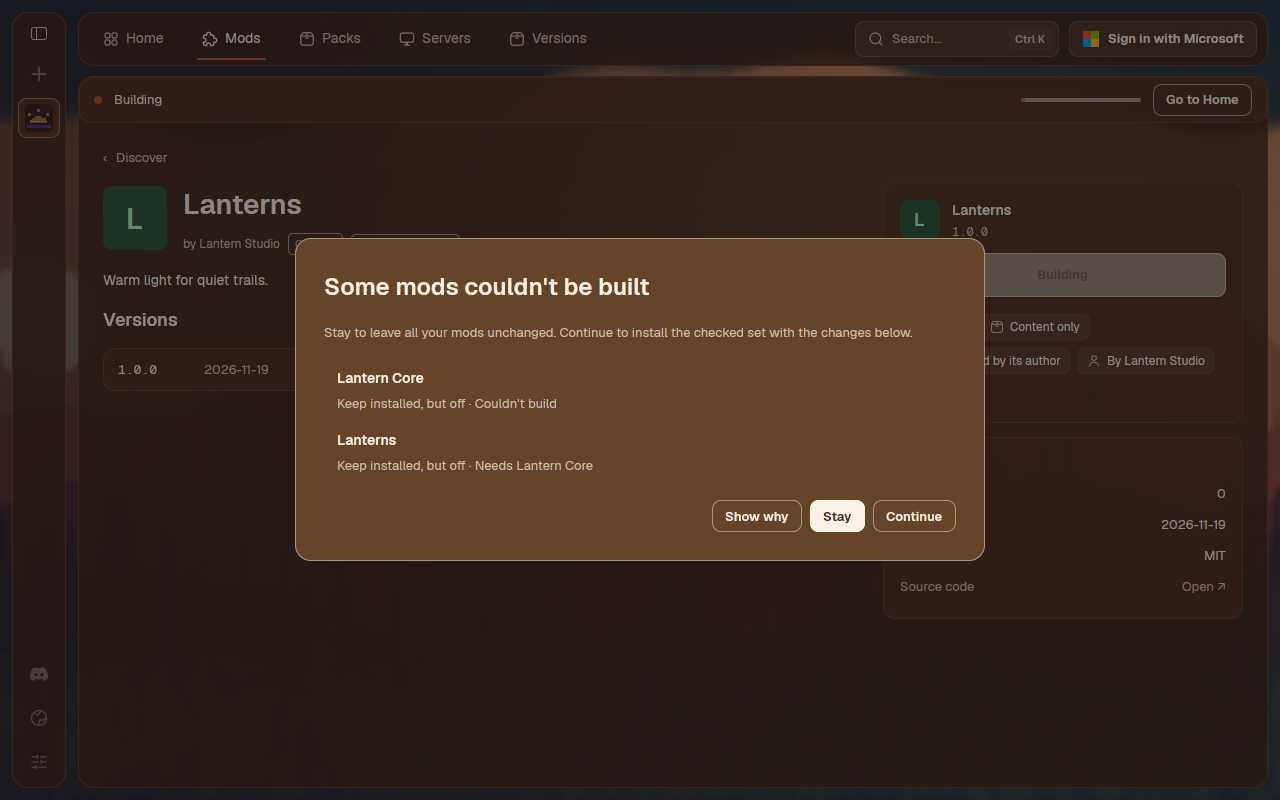 Home
Mods
Packs
Servers
Versions
Search...
Ctrl K
Sign in with Microsoft
Building
Go to Home
‹ Discover
L
Lanterns
by Lantern Studio
Warm light for quiet trails.
Versions
1.0.0
2026-11-19
L
Lanterns
1.0.0
Building
Content only
d by its author
By Lantern Studio
0
2026-11-19
MIT
Source code
Open
Some mods couldn't be built
Stay to leave all your mods unchanged. Continue to install the checked set with the changes below.
Lantern Core
Keep installed, but off · Couldn't build
Lanterns
Keep installed, but off · Needs Lantern Core
Show why
Stay
Continue